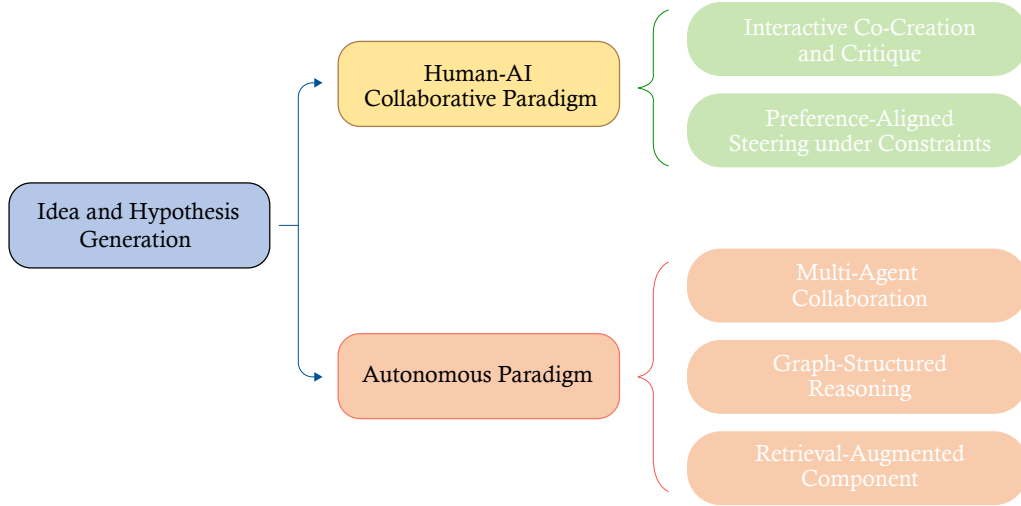 Idea and Hypothesis
Generation
Human-AI
Collaborative Paradigm
Interactive Co-Creation
and Critique
Preference-Aligned
Steering under Constraints
Autonomous Paradigm
Multi-Agent
Collaboration
Graph-Structured
Reasoning
Retrieval-Augmented
Component